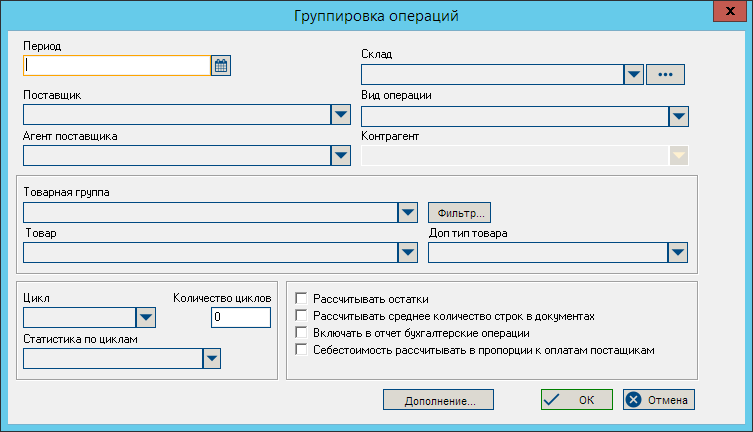 Группировка операций
x
Период
Склад
...
Поставщик
Вид операции
Агент поставщика
Контрагент
Товарная группа
Фильтр...
Товар
Доп тип товара
Цикл
Количество циклов
0
Статистика по циклам
Рассчитывать остатки
Рассчитывать среднее количество строк в документах
Включать в отчет бухгалтерские операции
Себестоимость рассчитывать в пропорции к оплатам постащикам
Дополнение...
ОК
Отмена